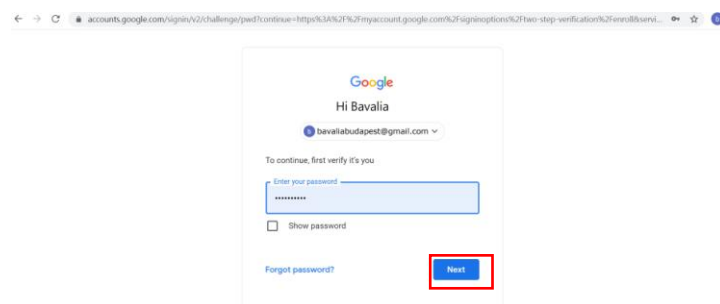 accounts.google.com/signin/v2/challenge/pwd?continue=https%3A%2F%2Fmyaccount.google.com%2Fsigninoptions%2Ftwo-step-verification%2Fenroll&servi...
Google
Hi Bavalia
b bavaliabudapest@gmail.com
To continue, first verify it's you
Enter your password
••••••••••
Show password
Forgot password?
Next